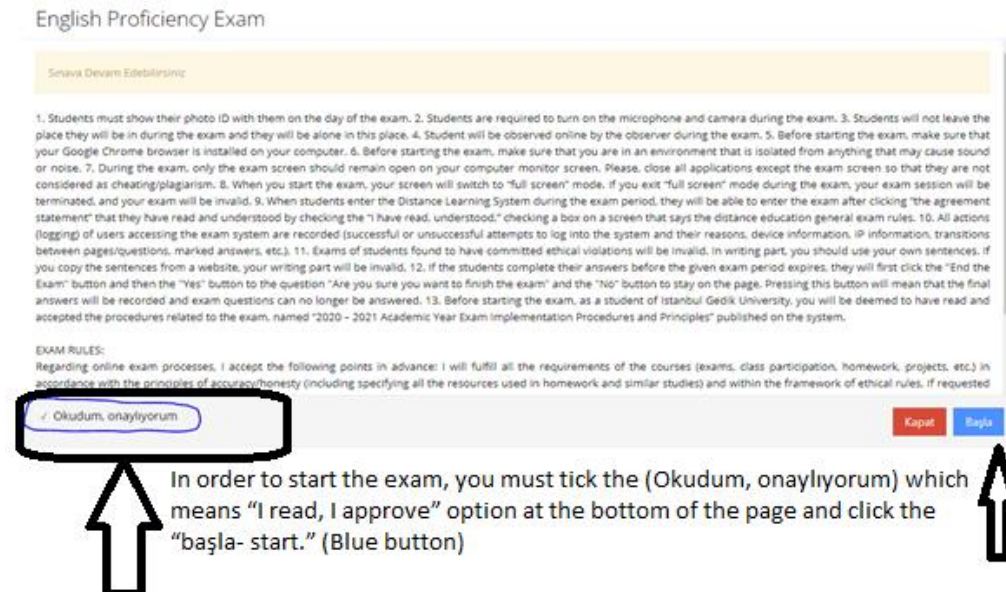 English Proficiency Exam
Sınava Devam Edebilirsiniz
1. Students must show their photo ID with them on the day of the exam. 2. Students are required to turn on the microphone and camera during the exam. 3. Students will not leave the
place they will be in during the exam and they will be alone in this place. 4. Student will be observed online by the observer during the exam. 5. Before starting the exam, make sure that
your Google Chrome browser is installed on your computer. 6. Before starting the exam, make sure that you are in an environment that is isolated from anything that may cause sound
or noise. 7. During the exam, only the exam screen should remain open on your computer monitor screen. Please, close all applications except the exam screen so that they are not
considered as cheating/plagiarism. 8. When you start the exam, your screen will switch to "full screen" mode. If you exit "full screen" mode during the exam, your exam session will be
terminated, and your exam will be invalid. 9. When students enter the Distance Learning System during the exam period, they will be able to enter the exam after clicking "the agreement
statement" that they have read and understood by checking the "I have read, understood." checking a box on a screen that says the distance education general exam rules. 10. All actions
(logging) of users accessing the exam system are recorded (successful or unsuccessful attempts to log into the system and their reasons, device information, IP information, transitions
between pages/questions, marked answers, etc.). 11. Exams of students found to have committed ethical violations will be invalid. In writing part, you should use your own sentences. If
you copy the sentences from a website, your writing part will be invalid. 12. If the students complete their answers before the given exam period expires, they will first click the "End the
Exam" button and then the "Yes" button to the question "Are you sure you want to finish the exam" and the "No" button to stay on the page. Pressing this button will mean that the final
answers will be recorded and exam questions can no longer be answered. 13. Before starting the exam, as a student of Istanbul Gedik University, you will be deemed to have read and
accepted the procedures related to the exam, named "2020 – 2021 Academic Year Exam Implementation Procedures and Principles" published on the system.
EXAM RULES:
Regarding online exam processes, I accept the following points in advance: I will fulfill all the requirements of the courses (exams, class participation, homework, projects, etc.) in
accordance with the principles of accuracy/honesty (including specifying all the resources used in homework and similar studies) and within the framework of ethical rules. If requested
✓ Okudum, onaylıyorum
Kapat Başla
In order to start the exam, you must tick the (Okudum, onaylıyorum) which
means “I read, I approve” option at the bottom of the page and click the
“başla- start.” (Blue button)